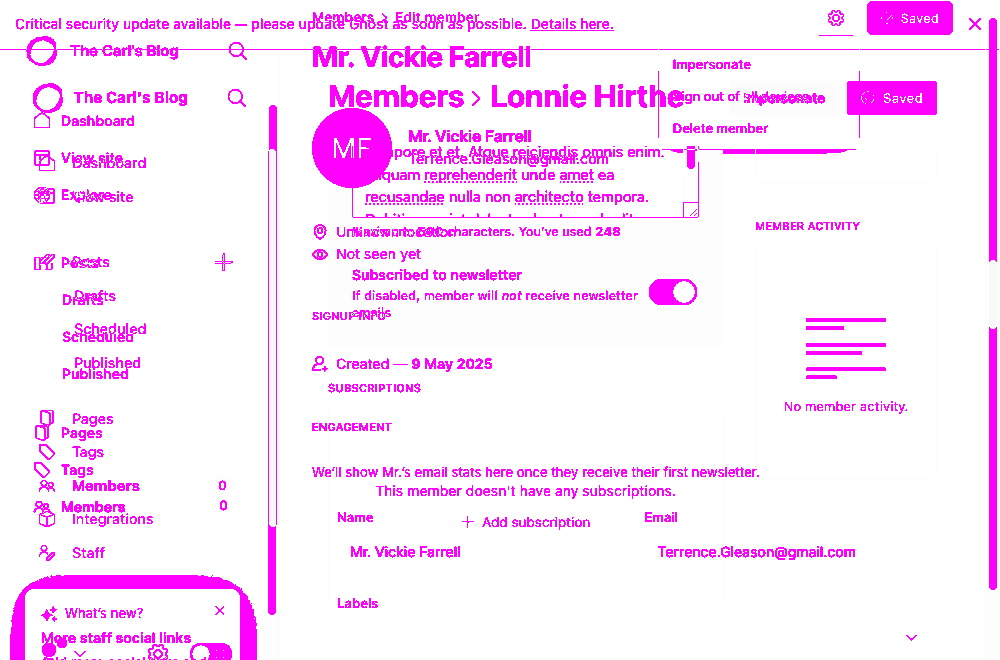 Critical security update available — please update Ghost as soon as possible. Details here.
Members > Edit member
Saved
The Carl's Blog
Mr. Vickie Farrell
Impersonate
The Carl's Blog
Members > Lonnie Hirthe
Sign out of all devices
Impersonate
Saved
Dashboard
Delete member
Mr. Vickie Farrell
MF
View site
Dashboard
Terrence.Gleason@gmail.com
tempore et et. Atque reiciendis omnis enim.
aliquam reprehenderit unde amet ea
Explore
View site
recusandae nulla non architecto tempora.
MEMBER ACTIVITY
Unknown location
Maximum: 500 characters. You've used 248
Not seen yet
Posts
Posts
Subscribed to newsletter
Drafts
Drafts
If disabled, member will not receive newsletter
emails
SIGNUP INFO
Scheduled
Scheduled
Published
Published
Created — 9 May 2025
SUBSCRIPTIONS
No member activity.
Pages
Pages
ENGAGEMENT
Tags
Tags
We'll show Mr.'s email stats here once they receive their first newsletter.
Members 0
This member doesn't have any subscriptions.
Members 0
Integrations
Name
Add subscription
Email
Staff
Mr. Vickie Farrell
Terrence.Gleason@gmail.com
What's new?
Labels
More staff social links